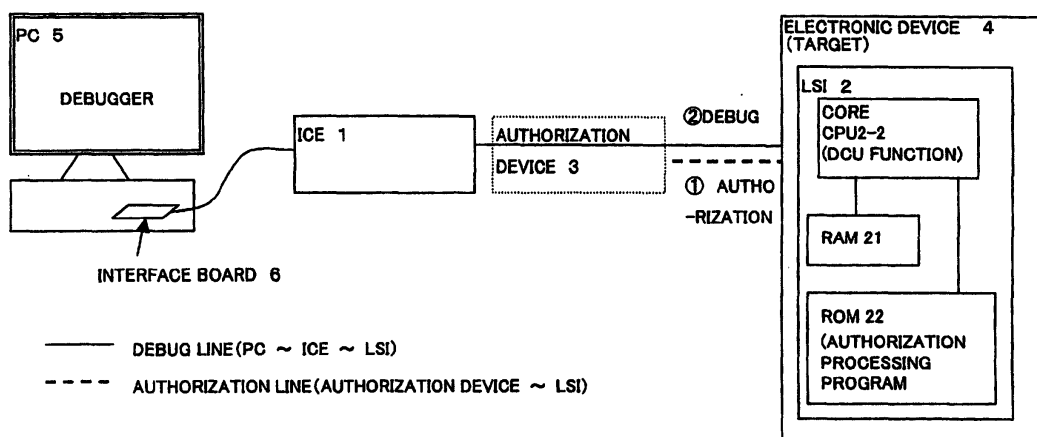 PC 5
DEBUGGER
INTERFACE BOARD 6
ICE 1
AUTHORIZATION
DEVICE 3
②DEBUG
① AUTHO
-RIZATION
ELECTRONIC DEVICE 4
(TARGET)
LSI 2
CORE
CPU2-2
(DCU FUNCTION)
RAM 21
ROM 22
(AUTHORIZATION
PROCESSING
PROGRAM
DEBUG LINE(PC ~ ICE ~ LSI)
AUTHORIZATION LINE(AUTHORIZATION DEVICE ~ LSI)